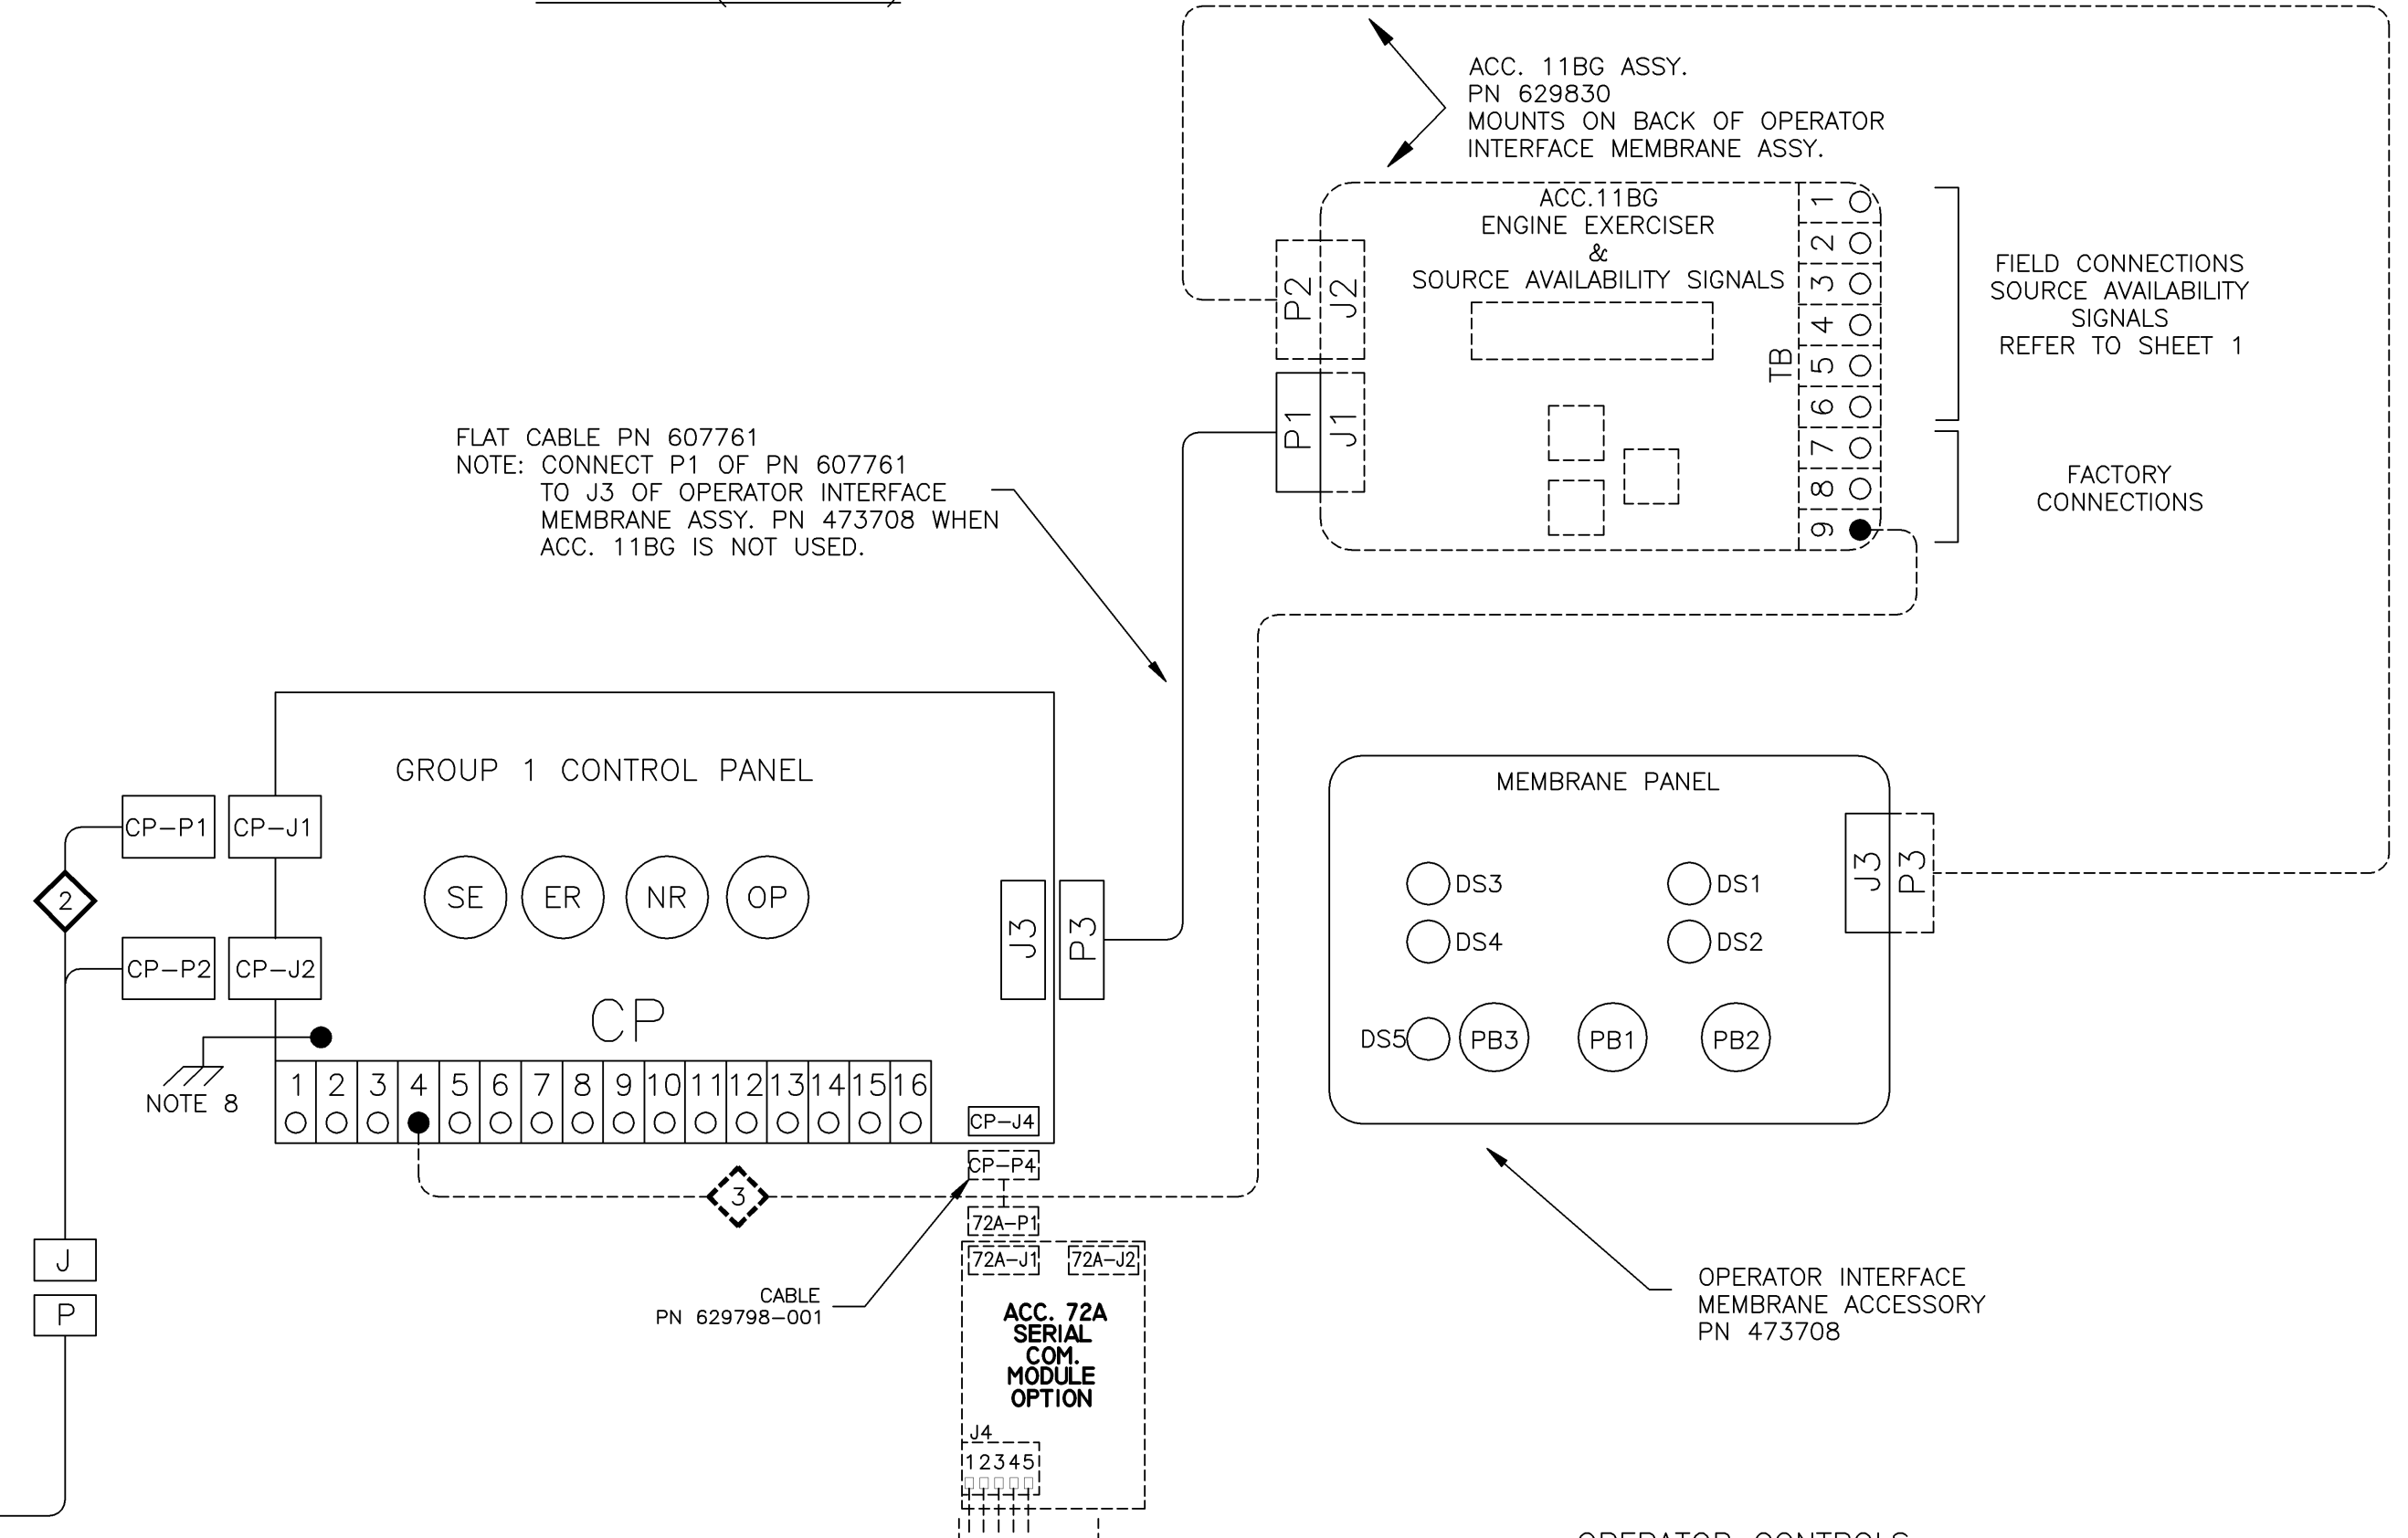 ACC. 11BG ASSY.
PN 629830
MOUNTS ON BACK OF OPERATOR
INTERFACE MEMBRANE ASSY.
ACC.11BG
ENGINE EXERCISER
&
SOURCE AVAILABILITY SIGNALS
P2
J2
P1
J1
TB
1
2
3
4
5
6
7
8
9
FIELD CONNECTIONS
SOURCE AVAILABILITY
SIGNALS
REFER TO SHEET 1
FACTORY
CONNECTIONS
FLAT CABLE PN 607761
NOTE: CONNECT P1 OF PN 607761
TO J3 OF OPERATOR INTERFACE
MEMBRANE ASSY. PN 473708 WHEN
ACC. 11BG IS NOT USED.
GROUP 1 CONTROL PANEL
CP-P1
CP-J1
2
SE
ER
NR
OP
CP-P2
CP-J2
J3
P3
CP
NOTE 8
1 2 3 4 5 6 7 8 9 10 11 12 13 14 15 16
CP-J4
CP-P4
3
72A-P1
72A-J1
72A-J2
J
P
CABLE
PN 629798-001
ACC. 72A
SERIAL
COM.
MODULE
OPTION
J4
1 2 3 4 5
MEMBRANE PANEL
DS3
DS1
DS4
DS2
DS5
PB3
PB1
PB2
J3
P3
OPERATOR INTERFACE
MEMBRANE ACCESSORY
PN 473708
OPERATOR CONTROLS